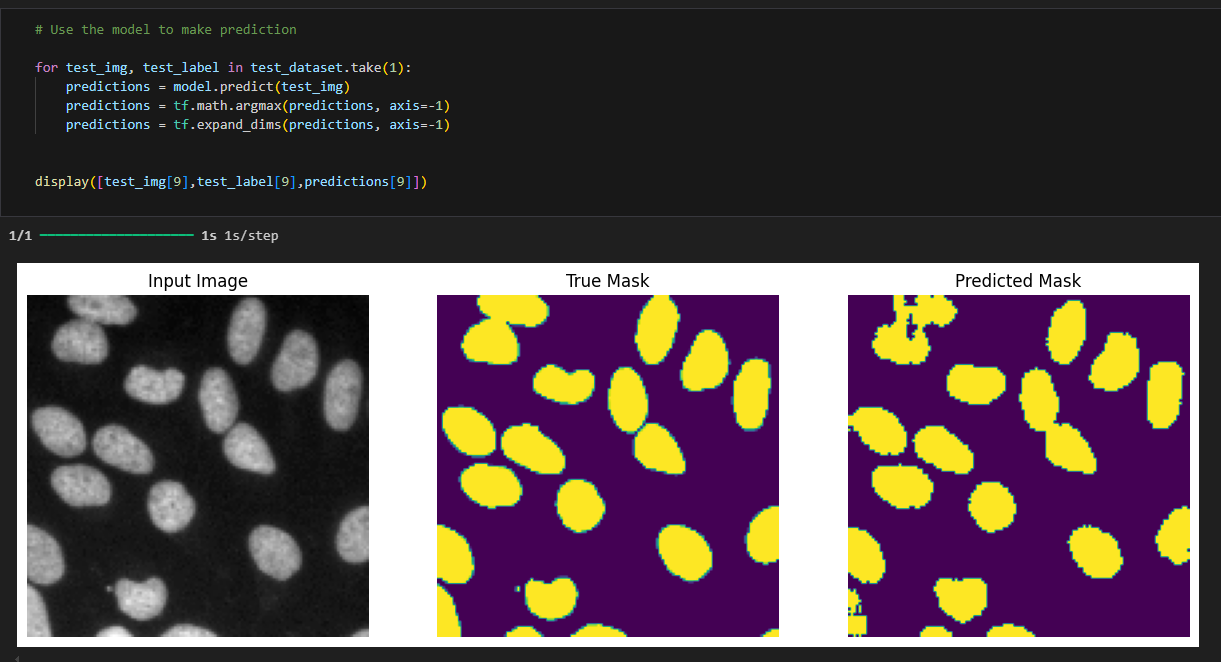 # Use the model to make prediction
for test_img, test_label in test_dataset.take(1):
predictions = model.predict(test_img)
predictions = tf.math.argmax(predictions, axis=-1)
predictions = tf.expand_dims(predictions, axis=-1)
display([test_img[9],test_label[9],predictions[9]])
1/1 1s 1s/step
Input Image True Mask Predicted Mask